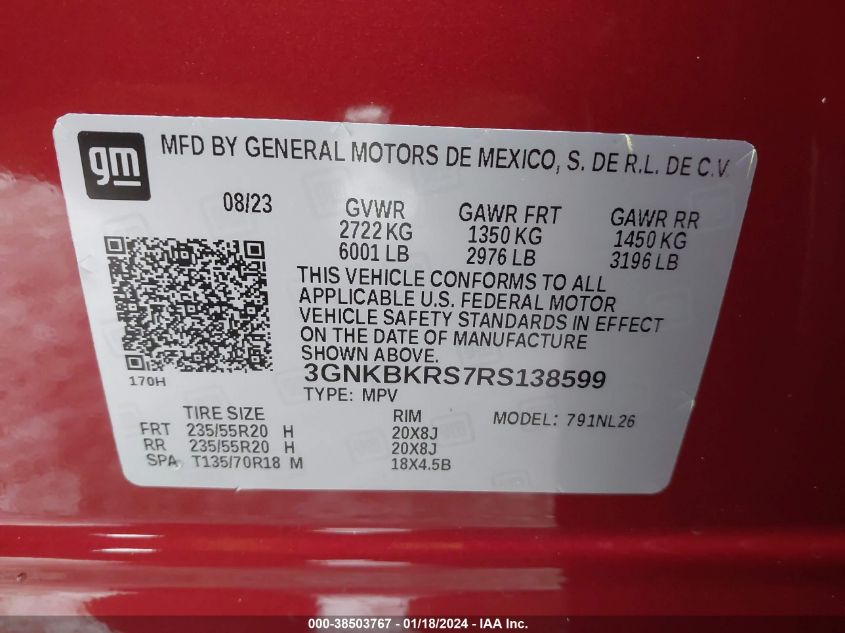 gm
MFD BY GENERAL MOTORS DE MEXICO, S. DE R.L. DE C.V.
08/23
GVWR
2722 KG
6001 LB
GAWR FRT
1350 KG
2976 LB
GAWR RR
1450 KG
3196 LB
THIS VEHICLE CONFORMS TO ALL
APPLICABLE U.S. FEDERAL MOTOR
VEHICLE SAFETY STANDARDS IN EFFECT
ON THE DATE OF MANUFACTURE
SHOWN ABOVE.
170H
3GNKBKRS7RS138599
TYPE: MPV
MODEL: 791NL26
TIRE SIZE RIM
FRT 235/55R20 H 20X8J
RR 235/55R20 H 20X8J
SPA T135/70R18 M 18X4.5B
000-38503767 - 01/18/2024 - IAA Inc.